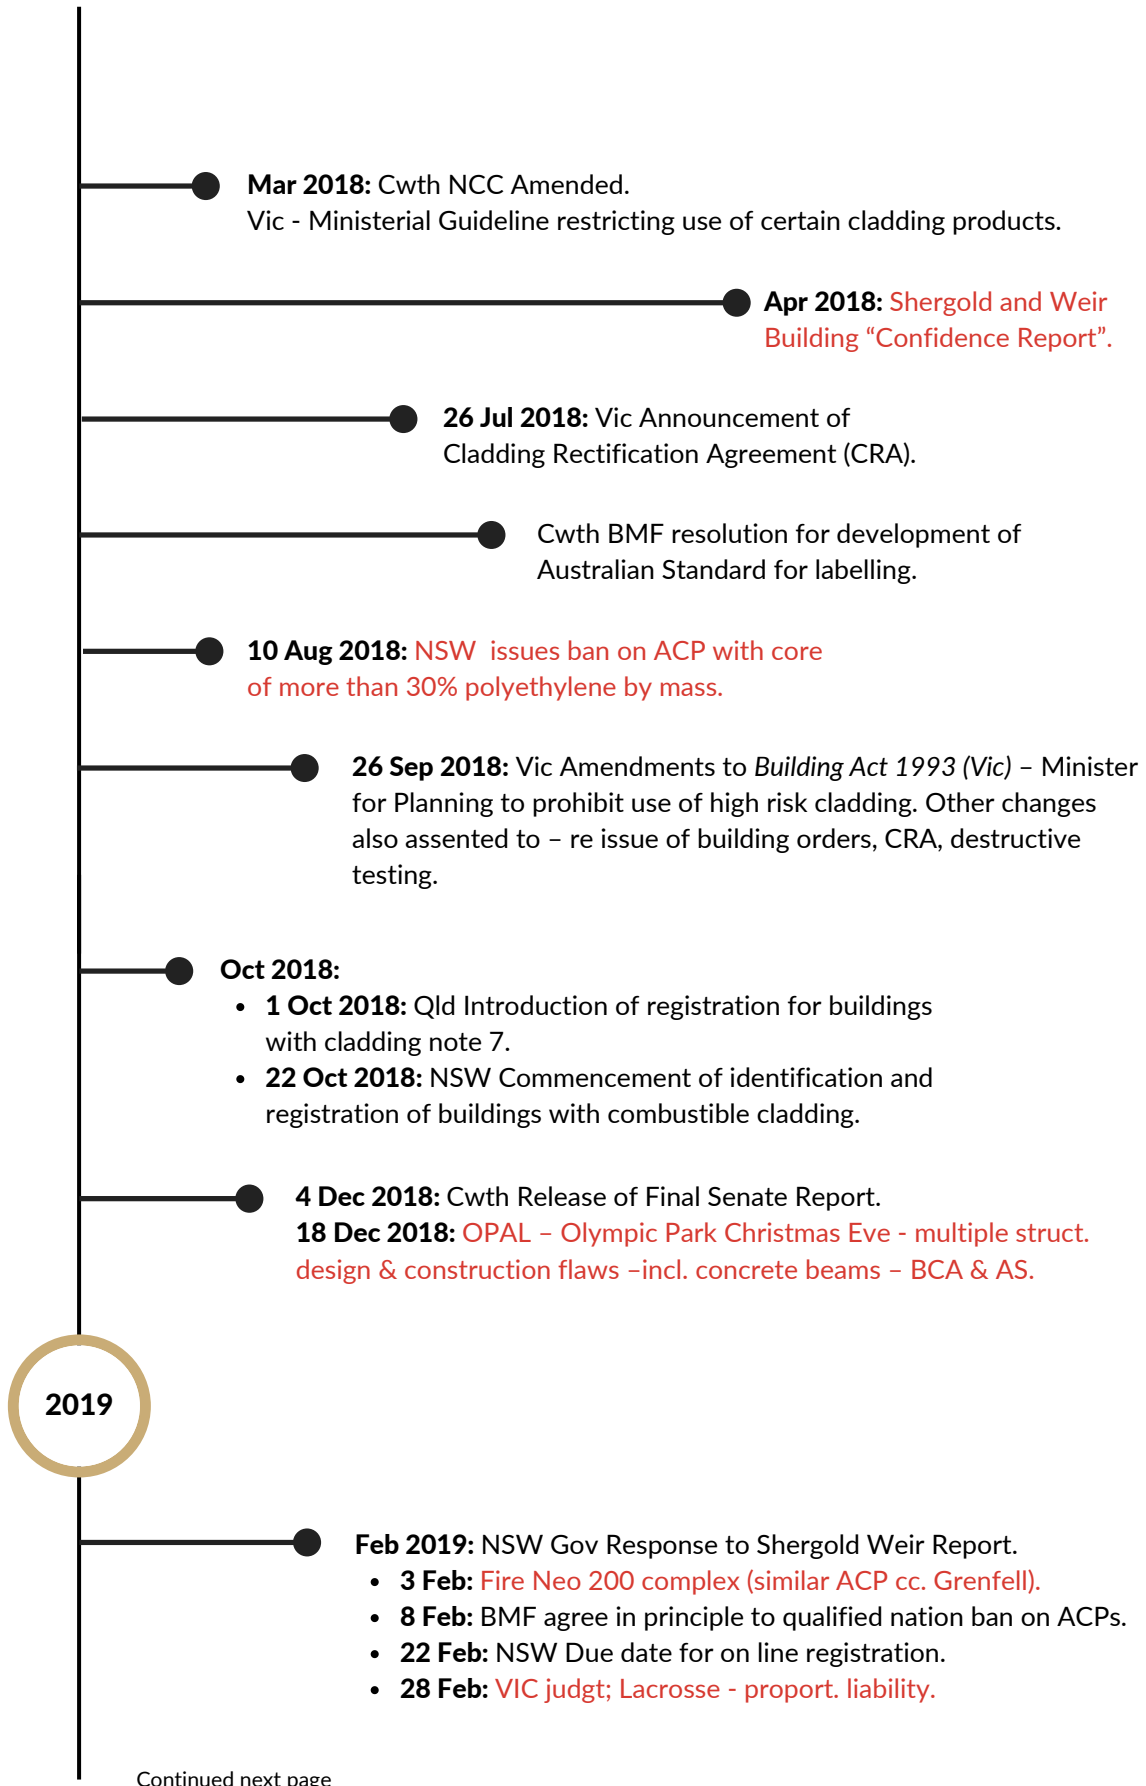 Mar 2018: Cwth NCC Amended.
Vic - Ministerial Guideline restricting use of certain cladding products.
Apr 2018: Shergold and Weir
Building “Confidence Report”.
26 Jul 2018: Vic Announcement of
Cladding Rectification Agreement (CRA).
Cwth BMF resolution for development of
Australian Standard for labelling.
10 Aug 2018: NSW  issues ban on ACP with core
of more than 30% polyethylene by mass.
26 Sep 2018: Vic Amendments to Building Act 1993 (Vic) – Minister
for Planning to prohibit use of high risk cladding. Other changes
also assented to – re issue of building orders, CRA, destructive
testing.
Oct 2018:
• 1 Oct 2018: Qld Introduction of registration for buildings
with cladding note 7.
• 22 Oct 2018: NSW Commencement of identification and
registration of buildings with combustible cladding.
4 Dec 2018: Cwth Release of Final Senate Report.
18 Dec 2018: OPAL – Olympic Park Christmas Eve - multiple struct.
design & construction flaws –incl. concrete beams – BCA & AS.
2019
Feb 2019: NSW Gov Response to Shergold Weir Report.
• 3 Feb: Fire Neo 200 complex (similar ACP cc. Grenfell).
• 8 Feb: BMF agree in principle to qualified nation ban on ACPs.
• 22 Feb: NSW Due date for on line registration.
• 28 Feb: VIC judgt; Lacrosse - proport. liability.
Continued next page